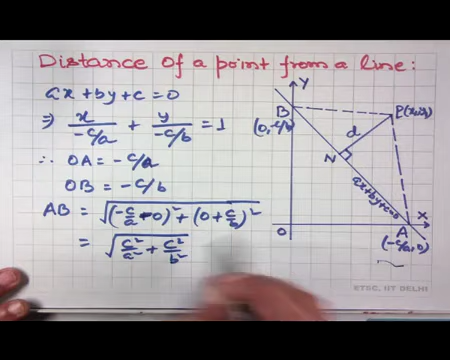 Distance of a point from a line:
ax+by+c=0
⇒ x/(-c/a) + y/(-c/b) = 1
∴ OA = -c/a
OB = -c/b
AB = √((-c/a - 0)² + (0 + c/b)²)
= √(c²/a² + c²/b²)
Y
B
(0,-c/b)
P(x₁,y₁)
d
N
ax+by+c=0
X
O
A
(-c/a, 0)
ETSC, IIT DELHI